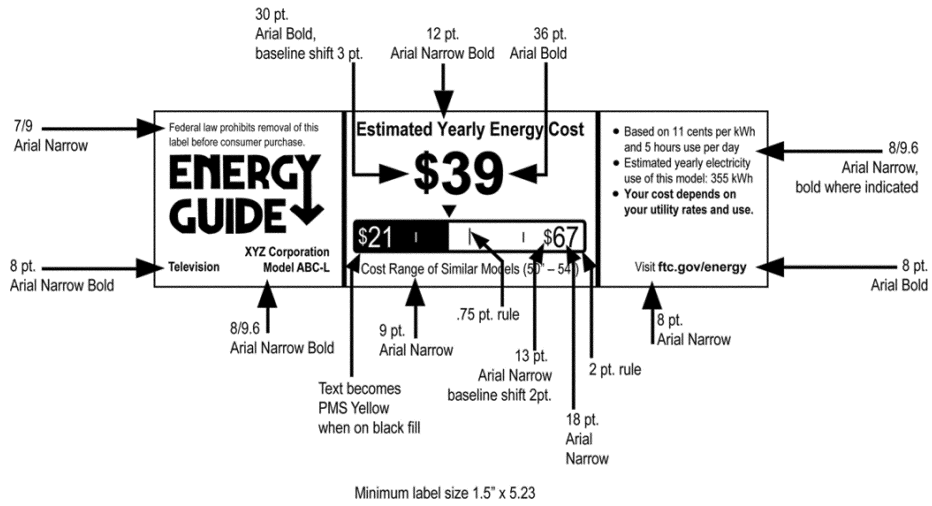 30 pt.
Arial Bold,
baseline shift 3 pt.
12 pt.
Arial Narrow Bold
36 pt.
Arial Bold
7/9
Arial Narrow
Federal law prohibits removal of this
label before consumer purchase.
ENERGY
GUIDE
XYZ Corporation
Television
Model ABC-L
Estimated Yearly Energy Cost
$39
$21
$67
Cost Range of Similar Models (50” – 54”)
• Based on 11 cents per kWh
and 5 hours use per day
• Estimated yearly electricity
use of this model: 355 kWh
• Your cost depends on
your utility rates and use.
Visit ftc.gov/energy
8/9.6
Arial Narrow,
bold where indicated
8 pt.
Arial Narrow Bold
8 pt.
Arial Bold
8/9.6
Arial Narrow Bold
9 pt.
Arial Narrow
.75 pt. rule
8 pt.
Arial Narrow
13 pt.
Arial Narrow
baseline shift 2pt.
2 pt. rule
Text becomes
PMS Yellow
when on black fill
18 pt.
Arial
Narrow
Minimum label size 1.5” x 5.23